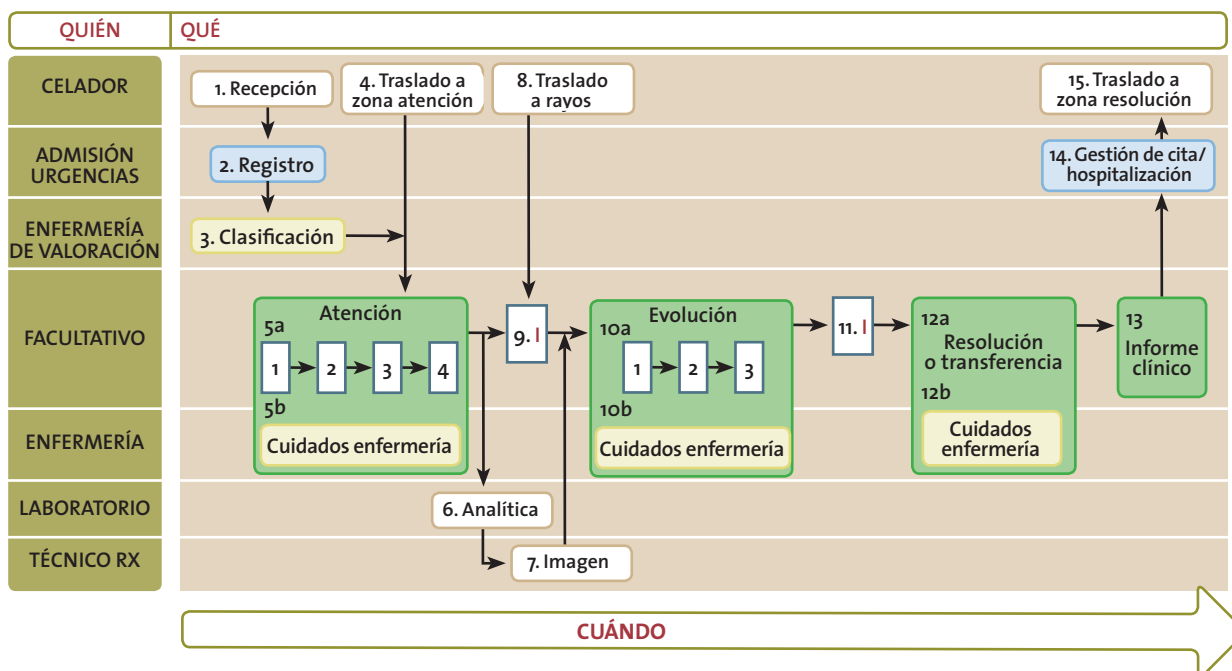 QUIÉN
QUÉ
CELADOR
1. Recepción
4. Traslado a
zona atención
8. Traslado
a rayos
15. Traslado a
zona resolución
ADMISIÓN
URGENCIAS
2. Registro
14. Gestión de cita/
hospitalización
ENFERMERÍA
DE VALORACIÓN
3. Clasificación
FACULTATIVO
Atención
5a
1
2
3
4
5b
9. I
Evolución
10a
1
2
3
10b
11. I
12a
Resolución
o transferencia
12b
13
Informe
clínico
ENFERMERÍA
Cuidados enfermería
Cuidados enfermería
Cuidados
enfermería
LABORATORIO
6. Analítica
TÉCNICO RX
7. Imagen
CUÁNDO